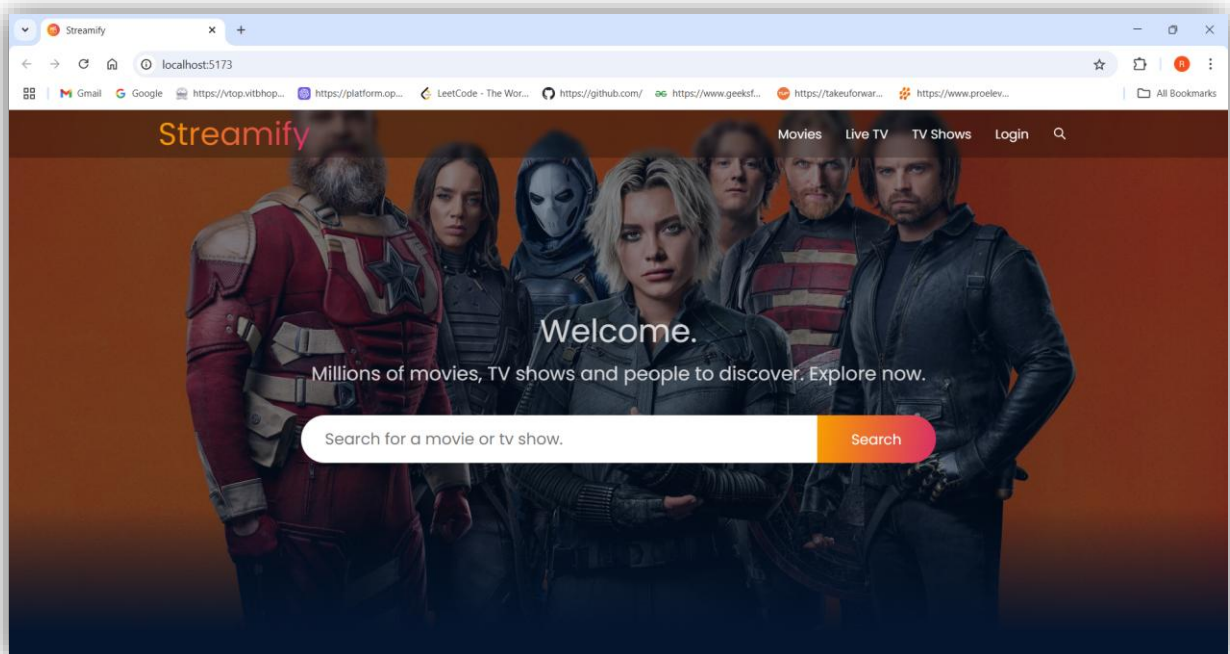 Streamify
localhost:5173
Gmail Google https://vtop.vitbhop... https://platform.op... LeetCode - The Wor... https://github.com/ https://www.geeksf... https://takeuforwar... https://www.proelev... All Bookmarks
Streamify Movies Live TV TV Shows Login
Welcome.
Millions of movies, TV shows and people to discover. Explore now.
Search for a movie or tv show. Search